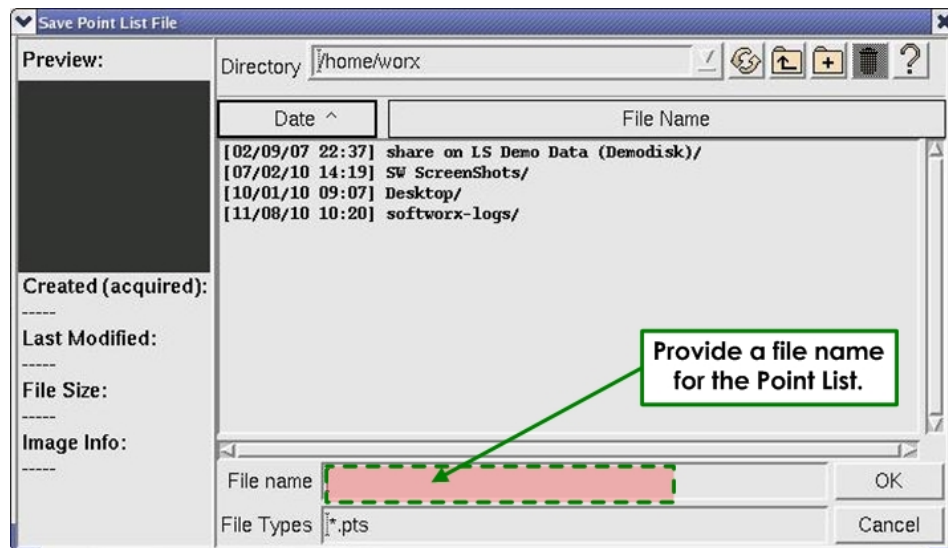 Save Point List File
Preview:
Directory /home/worx
Date ^ File Name
[02/09/07 22:37] share on LS Demo Data (Demodisk)/
[07/02/10 14:19] SW ScreenShots/
[10/01/10 09:07] Desktop/
[11/08/10 10:20] softworx-logs/
Created (acquired):
-----
Last Modified:
-----
File Size:
-----
Image Info:
-----
Provide a file name
for the Point List.
File name OK
File Types *.pts Cancel